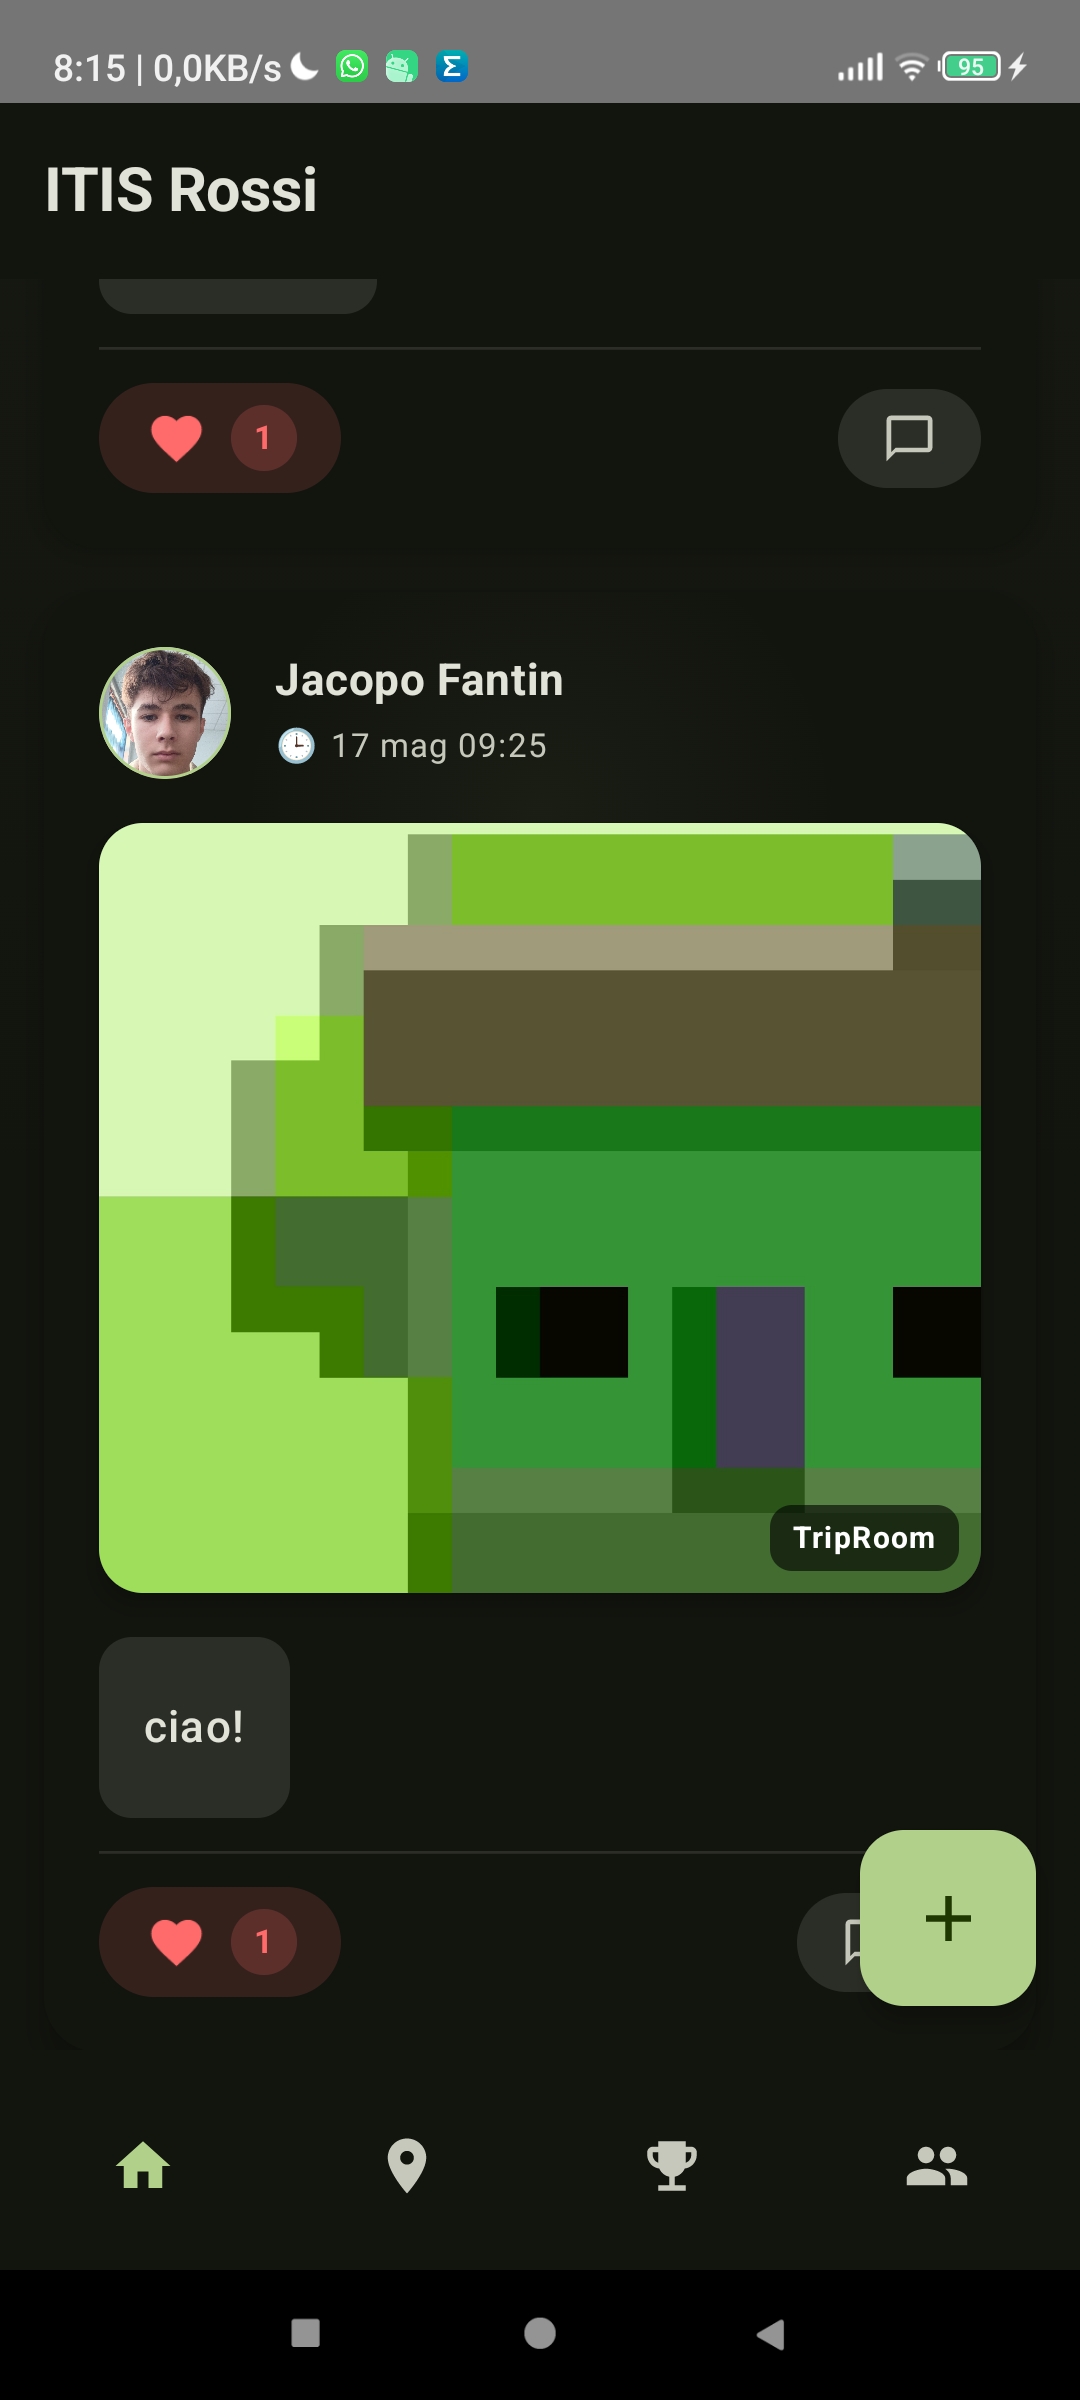 8:15 | 0,0KB/s
95
ITIS Rossi
1
Jacopo Fantin
17 mag 09:25
TripRoom
ciao!
1